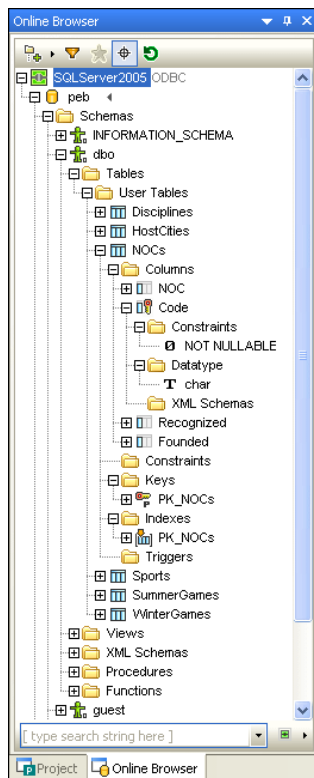 Online Browser
SQLServer2005 ODBC
peb
Schemas
INFORMATION_SCHEMA
dbo
Tables
User Tables
Disciplines
HostCities
NOCs
Columns
NOC
Code
Constraints
NOT NULLABLE
Datatype
T char
XML Schemas
Recognized
Founded
Constraints
Keys
PK_NOCs
Indexes
PK_NOCs
Triggers
Sports
SummerGames
WinterGames
Views
XML Schemas
Procedures
Functions
guest
[ type search string here ]
Project Online Browser